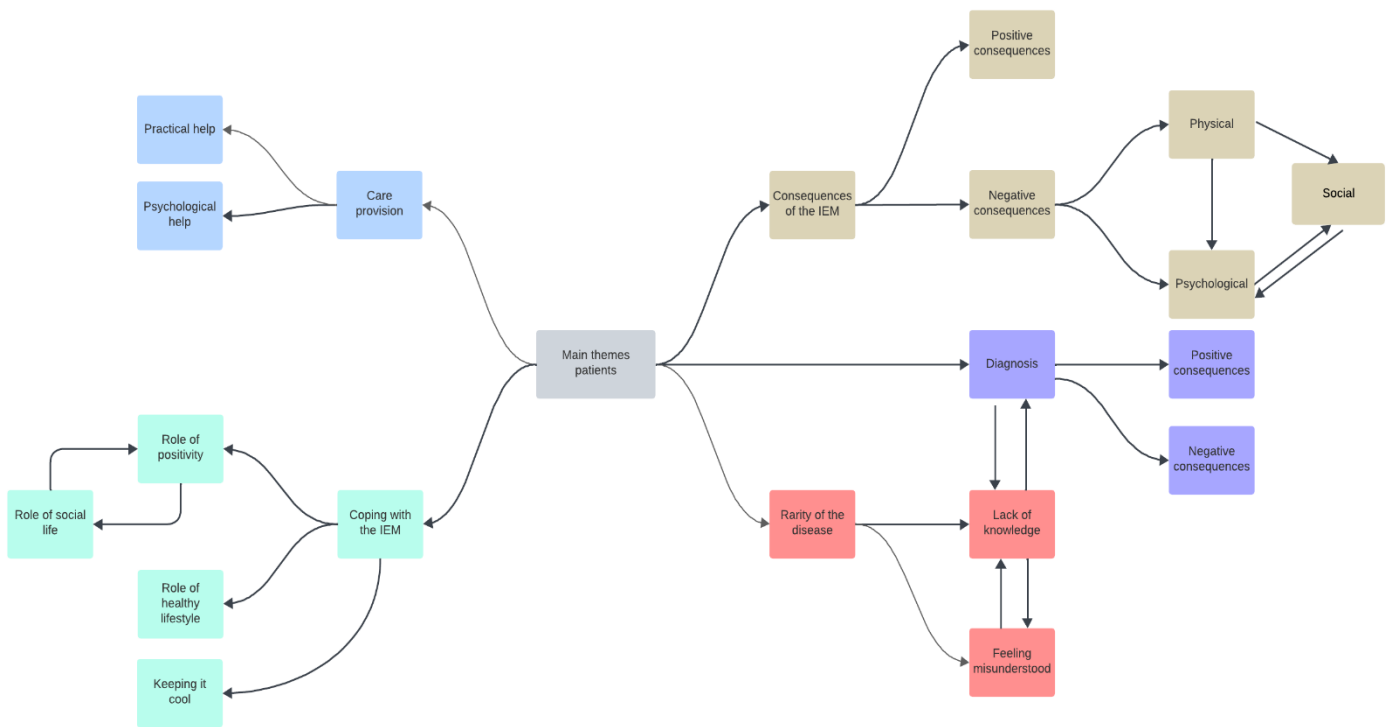 Positive
consequences
Practical help
Physical
Psychological
help
Care
provision
Consequences
of the IEM
Negative
consequences
Social
Psychological
Main themes
patients
Diagnosis
Positive
consequences
Role of
positivity
Negative
consequences
Role of social
life
Coping with
the IEM
Rarity of the
disease
Lack of
knowledge
Role of
healthy
lifestyle
Feeling
misunderstood
Keeping it
cool